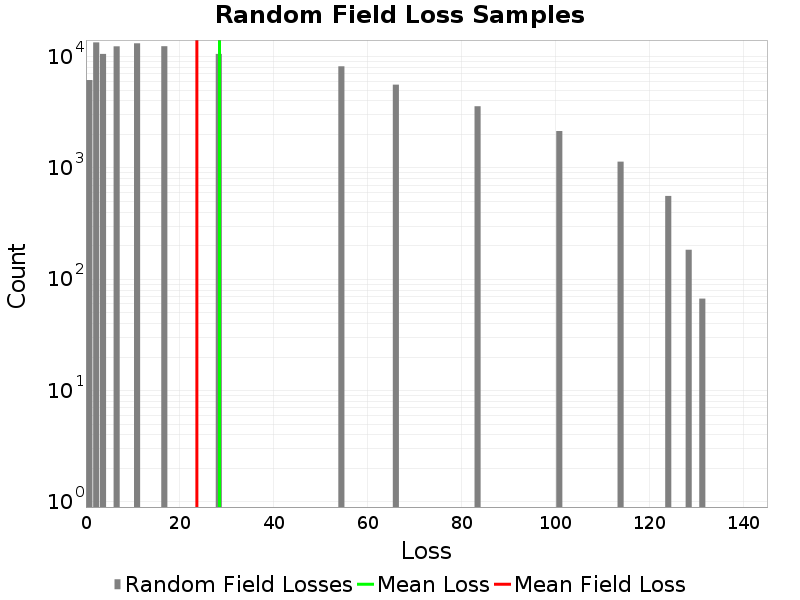 Random Field Loss Samples
Count
10^4
10^3
10^2
10^1
10^0
0 20 40 60 80 100 120 140
Loss
Random Field Losses Mean Loss Mean Field Loss